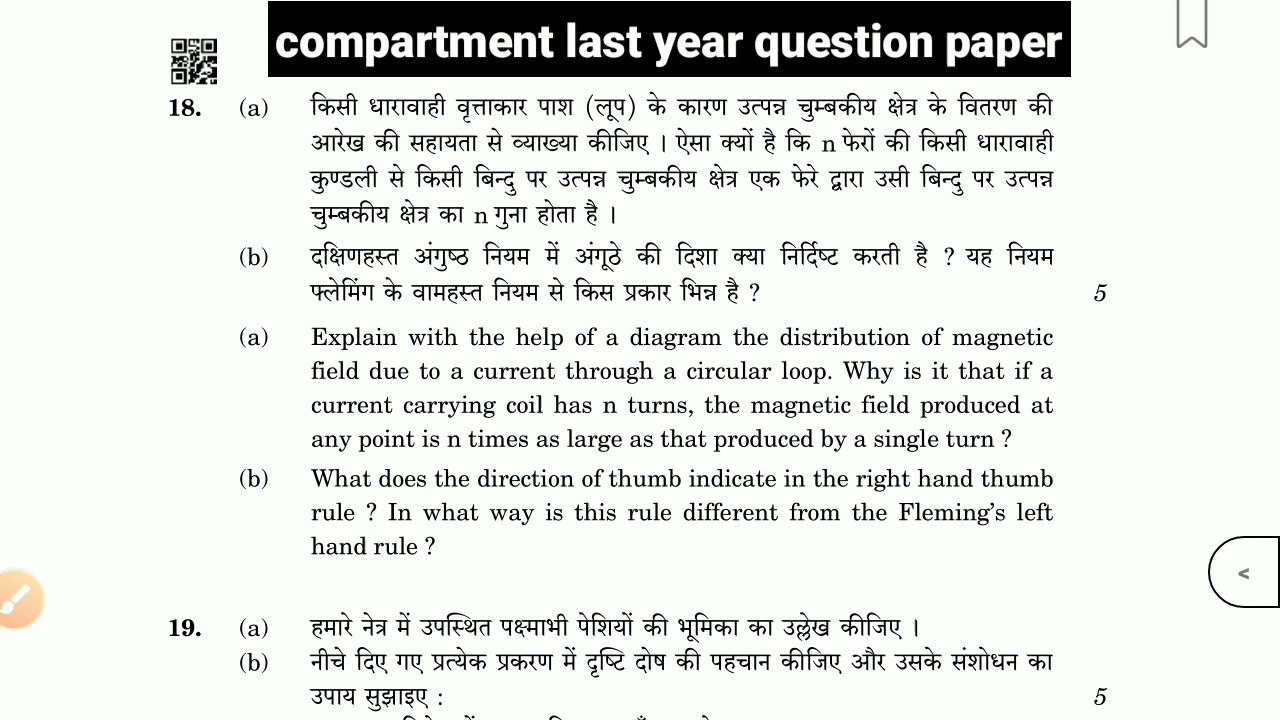 compartment last year question paper
18. (a) किसी धारावाही वृत्ताकार पाश (लूप) के कारण उत्पन्न चुम्बकीय क्षेत्र के वितरण की
आरेख की सहायता से व्याख्या कीजिए । ऐसा क्यों है कि n फेरों की किसी धारावाही
कुण्डली से किसी बिन्दु पर उत्पन्न चुम्बकीय क्षेत्र एक फेरे द्वारा उसी बिन्दु पर उत्पन्न
चुम्बकीय क्षेत्र का n गुना होता है ।
(b) दक्षिणहस्त अंगुष्ठ नियम में अंगूठे की दिशा क्या निर्दिष्ट करती है ? यह नियम
फ्लेमिंग के वामहस्त नियम से किस प्रकार भिन्न है ? 5
(a) Explain with the help of a diagram the distribution of magnetic
field due to a current through a circular loop. Why is it that if a
current carrying coil has n turns, the magnetic field produced at
any point is n times as large as that produced by a single turn ?
(b) What does the direction of thumb indicate in the right hand thumb
rule ? In what way is this rule different from the Fleming's left
hand rule ?
<
19. (a) हमारे नेत्र में उपस्थित पक्ष्माभी पेशियों की भूमिका का उल्लेख कीजिए ।
(b) नीचे दिए गए प्रत्येक प्रकरण में दृष्टि दोष की पहचान कीजिए और उसके संशोधन का
उपाय सुझाइए : 5